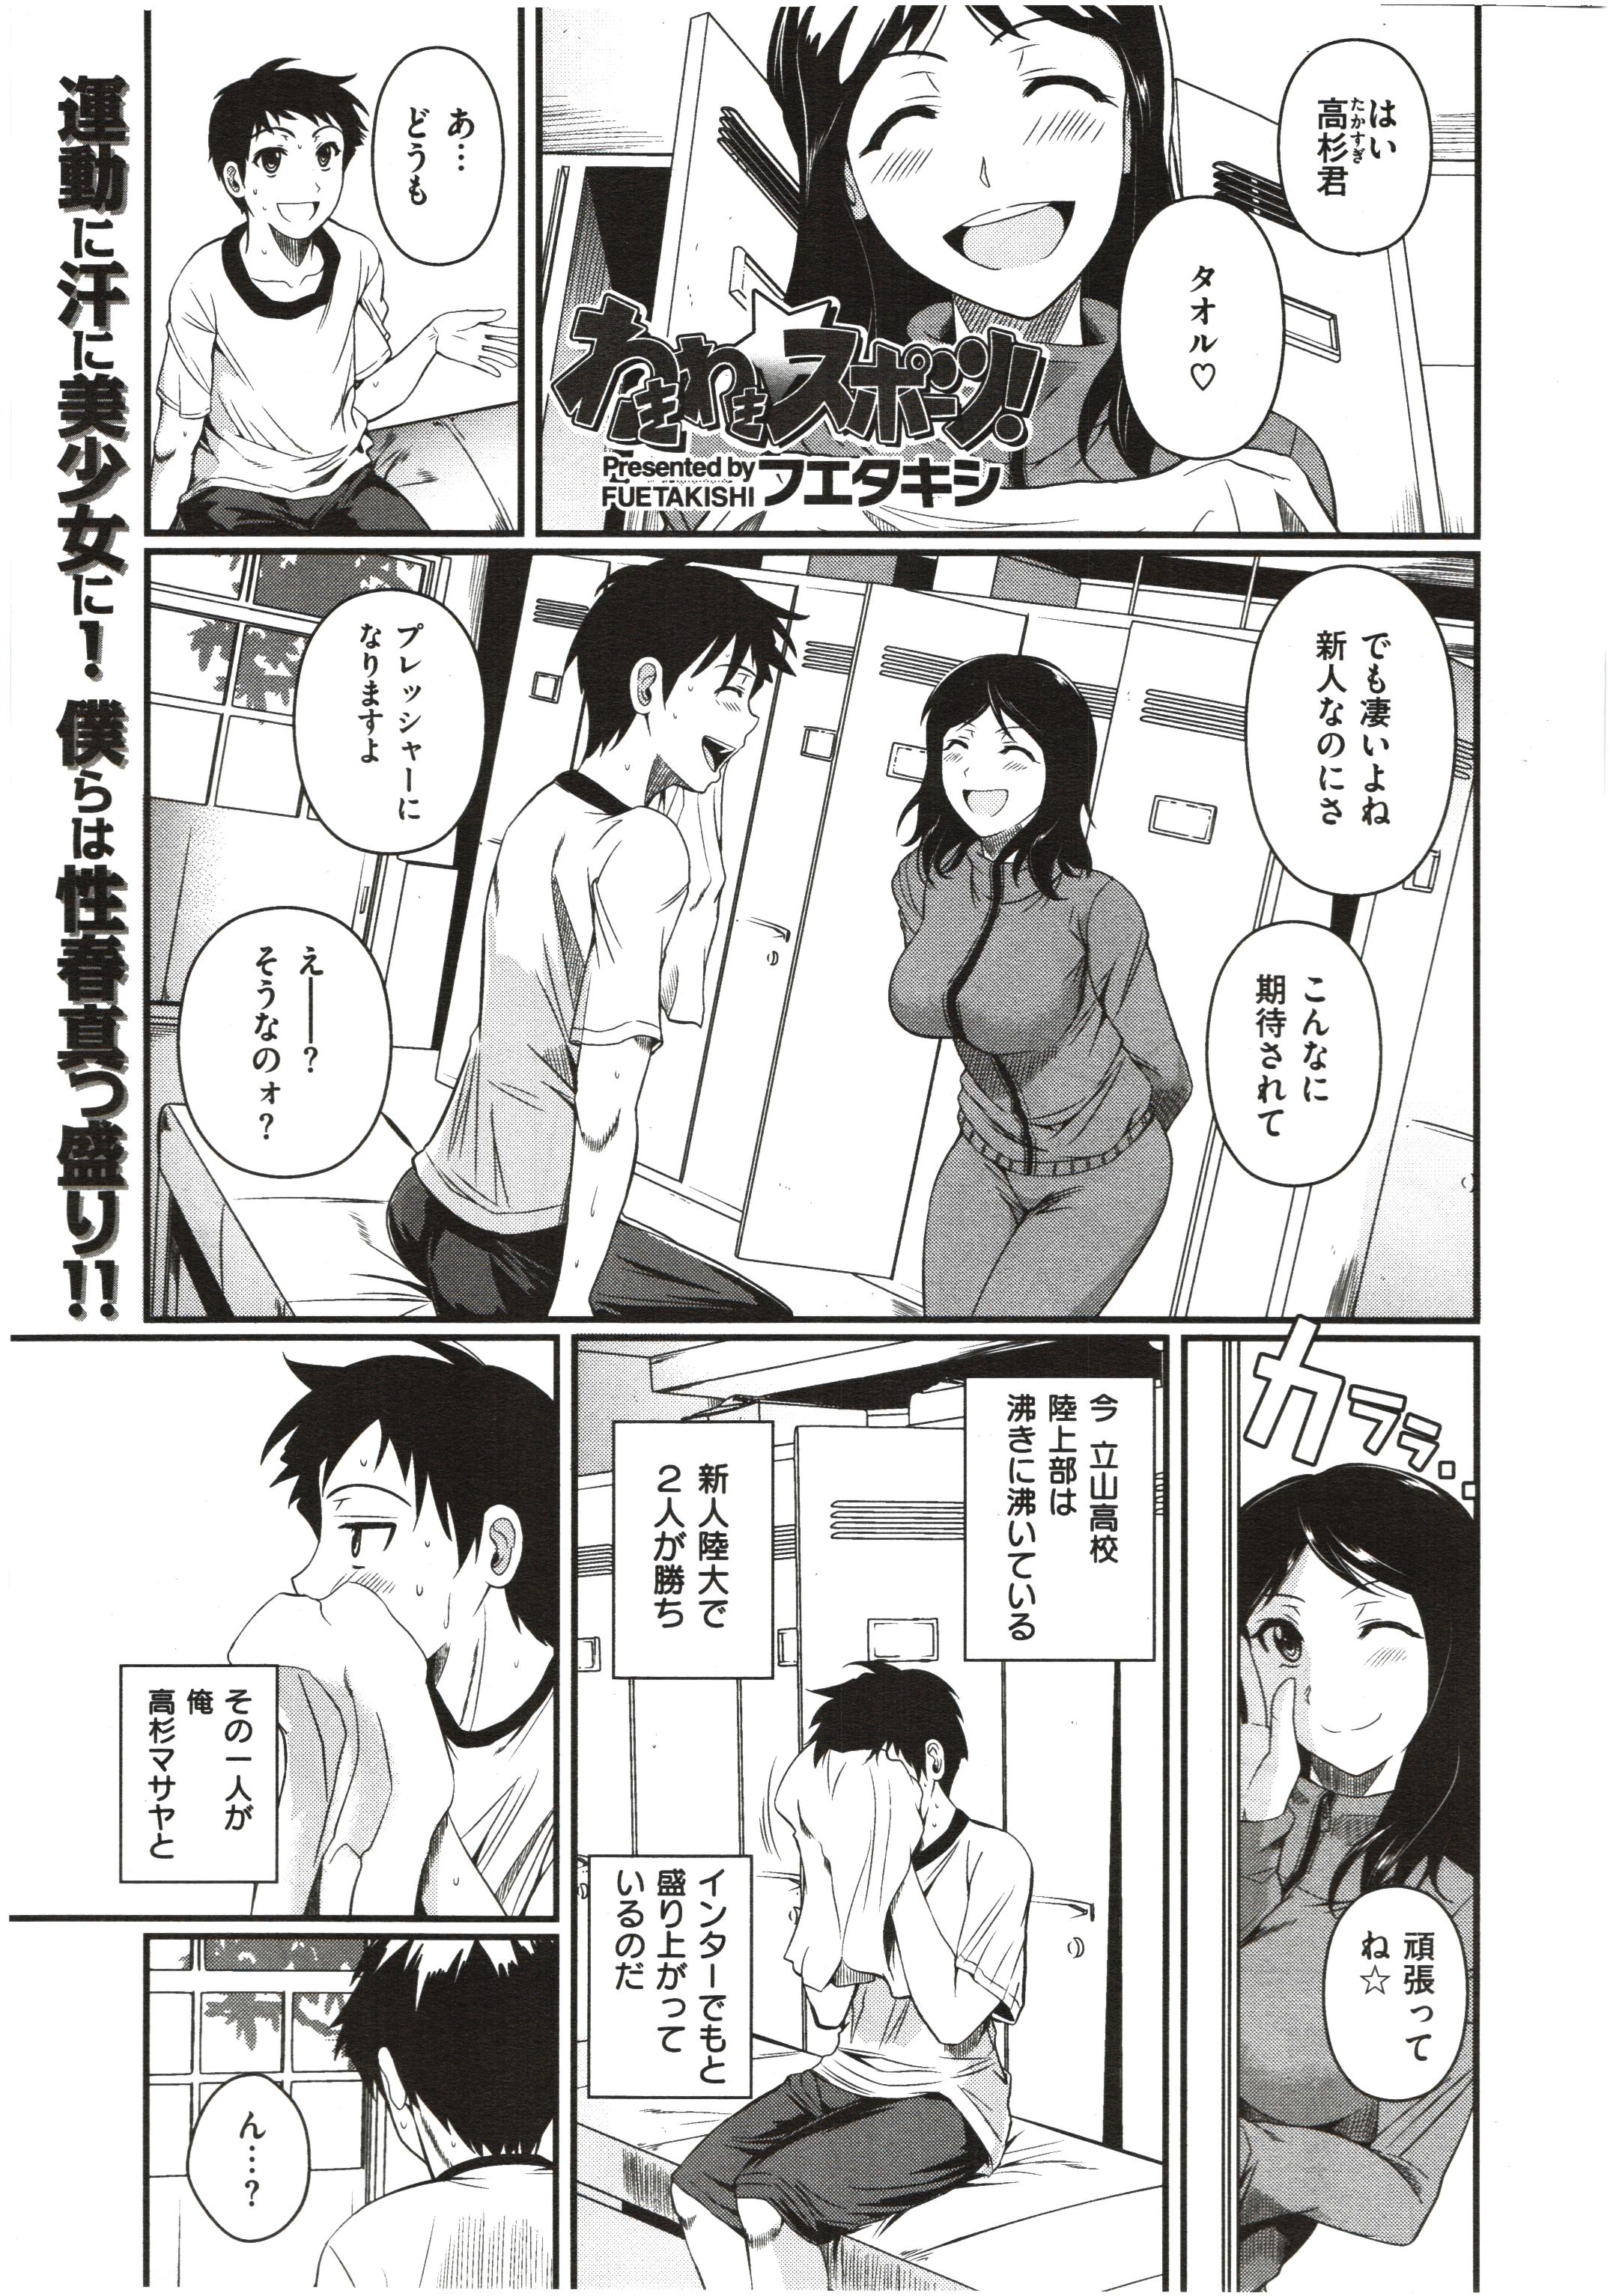 はい
高杉君
たかすぎ
タオル♡
わきわき★スポーツ!
Presented by
FUETAKISHI
フエタキシ
あ…
どうも
でも凄いよね
新人なのにさ
こんなに
期待されて
プレッシャーに
なりますよ
えー?
そうなのォ?
カララ..
頑張って
ね☆
今 立山高校
陸上部は
沸きに沸いている
新人陸大で
2人が勝ち
インターでもと
盛り上がって
いるのだ
その一人が
俺
高杉マサヤと
ん…?
運動に汗に美少女に! 僕らは性春真っ盛り!!